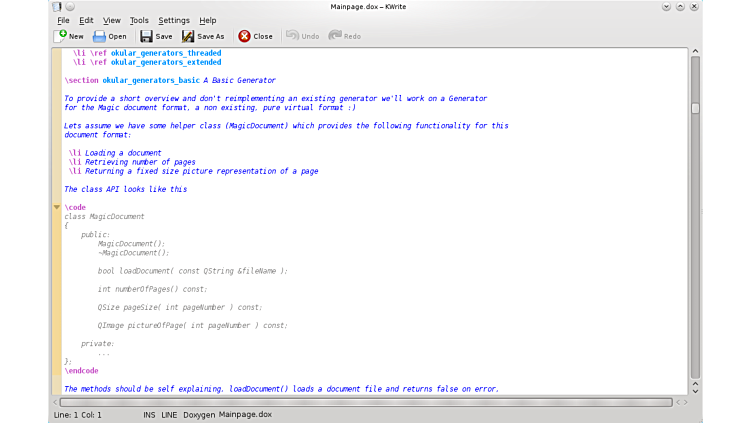 Mainpage.dox – KWrite
File Edit View Tools Settings Help
New Open Save Save As Close Undo Redo
\li \ref okular_generators_threaded
\li \ref okular_generators_extended
\section okular_generators_basic A Basic Generator
To provide a short overview and don't reimplementing an existing generator we'll work on a Generator
for the Magic document format, a non existing, pure virtual format :)
Lets assume we have some helper class (MagicDocument) which provides the following functionality for this
document format:
\li Loading a document
\li Retrieving number of pages
\li Returning a fixed size picture representation of a page
The class API looks like this
\code
class MagicDocument
{
public:
MagicDocument();
~MagicDocument();
bool loadDocument( const QString &fileName );
int numberOfPages() const;
QSize pageSize( int pageNumber ) const;
QImage pictureOfPage( int pageNumber ) const;
private:
...
};
\endcode
The methods should be self explaining, loadDocument() loads a document file and returns false on error.
Line: 1 Col: 1 INS LINE Doxygen Mainpage.dox